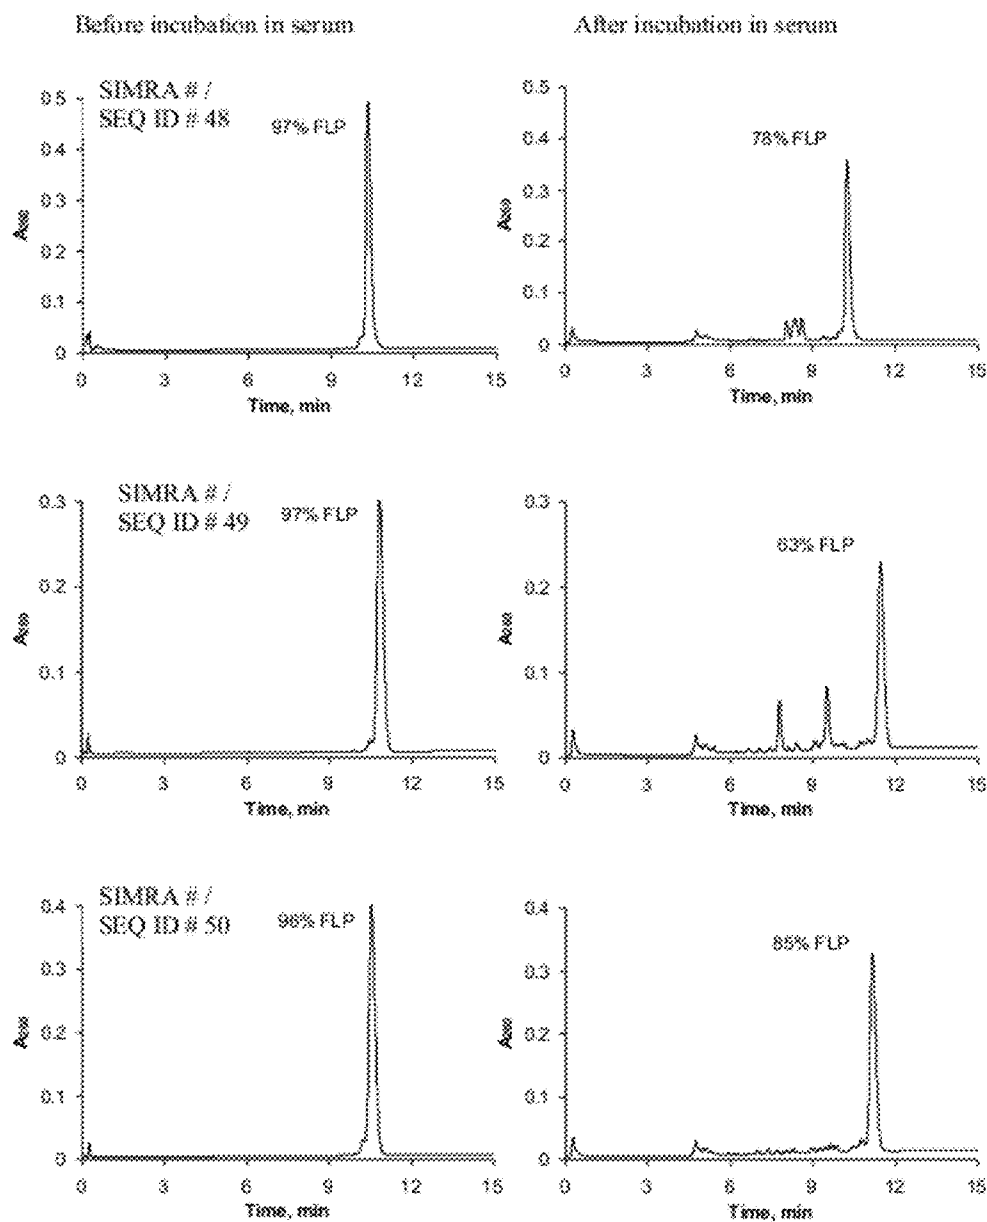 Before incubation in serum
After incubation in serum
SIMRA # /
SEQ ID # 48
97% FLP
0.5
0.4
0.3
0.2
0.1
0
0 3 6 9 12 15
Time, min
78% FLP
0.5
0.4
0.3
0.2
0.1
0
0 3 6 9 12 15
Time, min
SIMRA # /
SEQ ID # 49
97% FLP
0.3
0.2
0.1
0
0 3 6 9 12 15
Time, min
63% FLP
0.3
0.2
0.1
0
0 3 6 9 12 15
Time, min
SIMRA # /
SEQ ID # 50
FLP
0.4
0.3
0.2
0.1
0
0 3 6 9 12 15
Time, min
85% FLP
0.4
0.3
0.2
0.1
0
0 3 6 9 12 15
Time, min